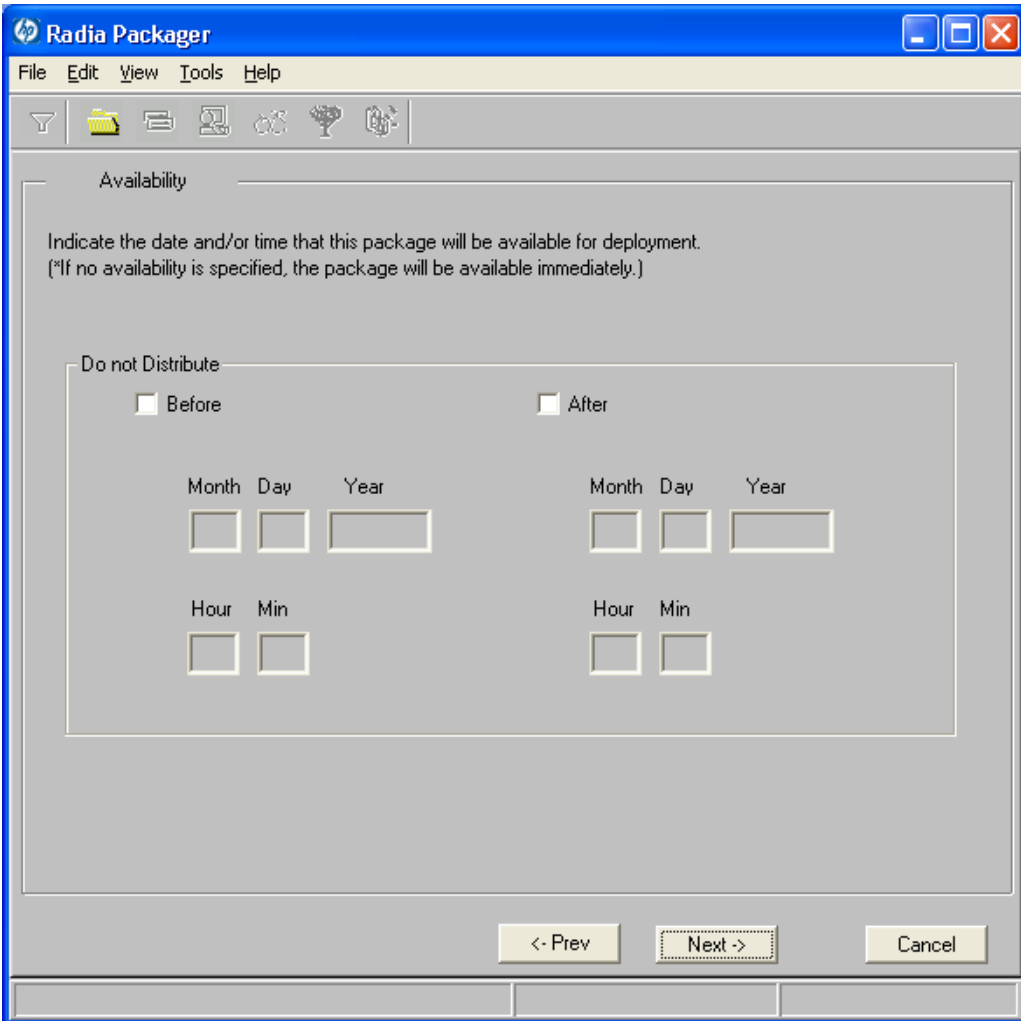 hp Radia Packager
File Edit View Tools Help
Availability
Indicate the date and/or time that this package will be available for deployment.
(*If no availability is specified, the package will be available immediately.)
Do not Distribute
Before After
Month Day Year Month Day Year
Hour Min Hour Min
<- Prev Next -> Cancel